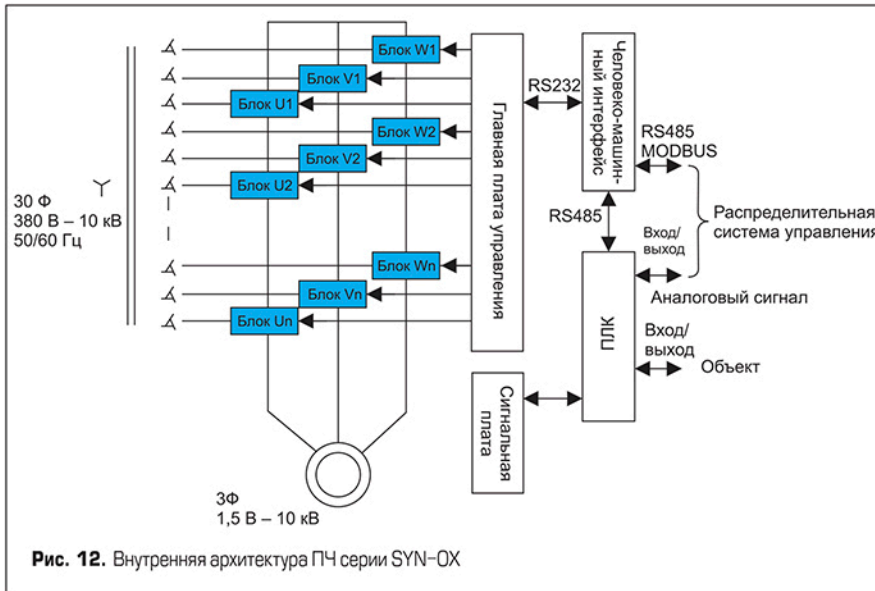 30 Ф
380 В – 10 кВ
50/60 Гц
Блок W1
Блок V1
Блок U1
Блок W2
Блок V2
Блок U2
Блок Wn
Блок Vn
Блок Un
3Ф
1,5 В – 10 кВ
Главная плата управления
Сигнальная
плата
RS232
Человеко-машин-
ный интерфейс
RS485
MODBUS
RS485
ПЛК
Вход/
выход
Аналоговый сигнал
Распределительная
система управления
Вход/
выход
Объект
Рис. 12. Внутренняя архитектура ПЧ серии SYN-OX